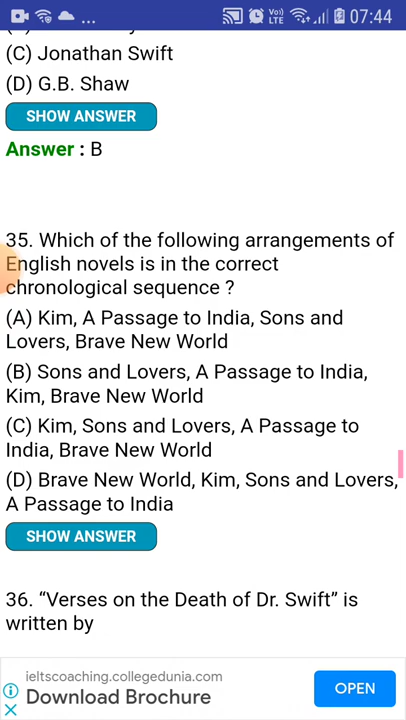 ... Vo)) LTE 07:44
(C) Jonathan Swift
(D) G.B. Shaw
SHOW ANSWER
Answer : B
35. Which of the following arrangements of
English novels is in the correct
chronological sequence ?
(A) Kim, A Passage to India, Sons and
Lovers, Brave New World
(B) Sons and Lovers, A Passage to India,
Kim, Brave New World
(C) Kim, Sons and Lovers, A Passage to
India, Brave New World
(D) Brave New World, Kim, Sons and Lovers,
A Passage to India
SHOW ANSWER
36. “Verses on the Death of Dr. Swift” is
written by
ieltscoaching.collegedunia.com
Download Brochure
OPEN